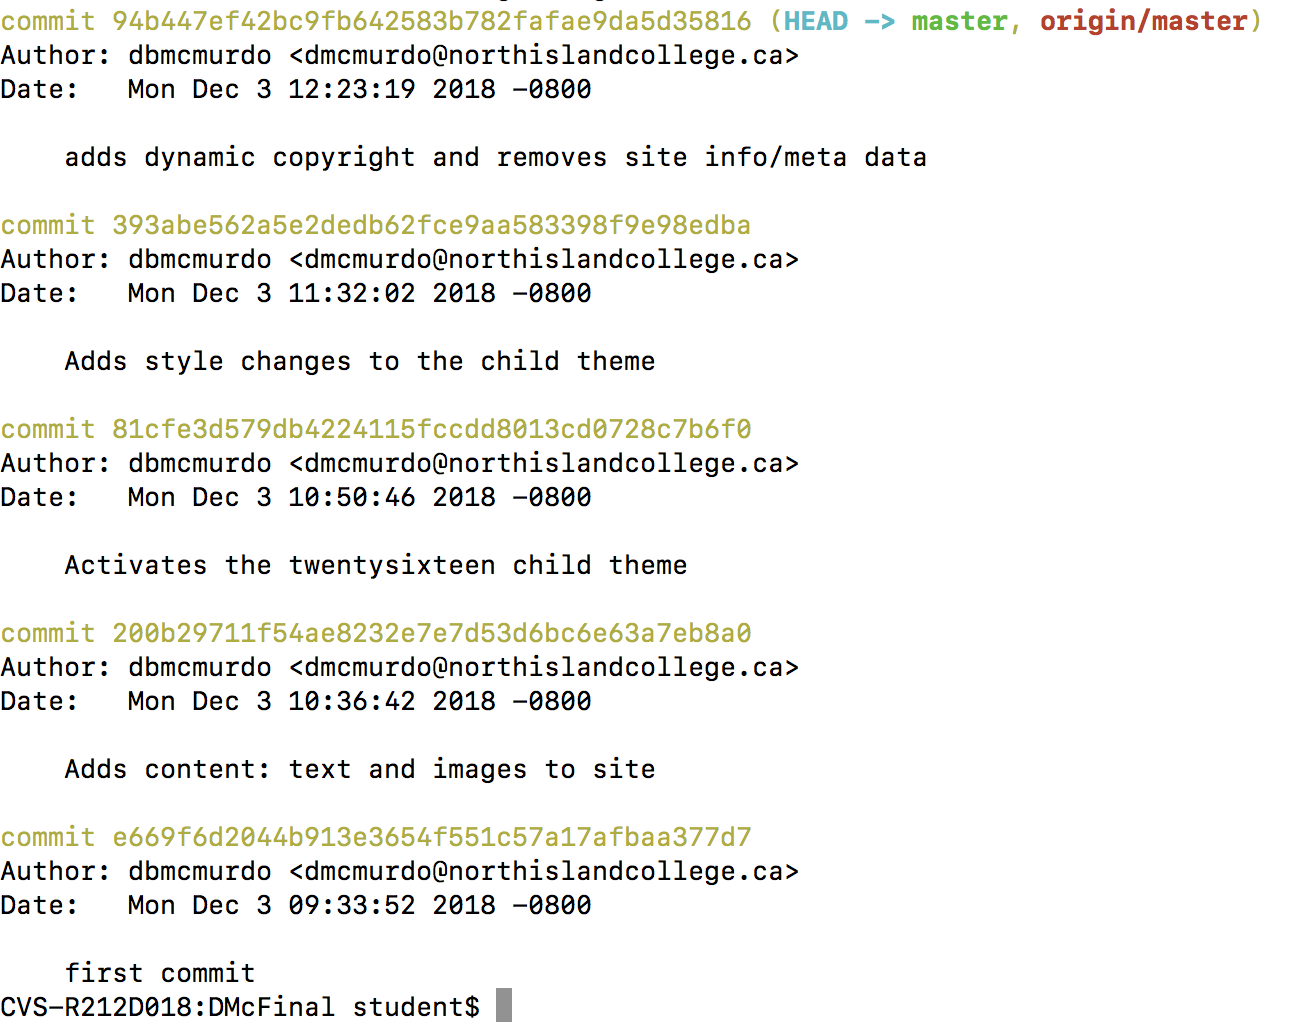 commit 94b447ef42bc9fb642583b782fafae9da5d35816 (HEAD -> master, origin/master)
Author: dbmcmurdo <dmcmurdo@northislandcollege.ca>
Date:   Mon Dec 3 12:23:19 2018 -0800
    adds dynamic copyright and removes site info/meta data
commit 393abe562a5e2dedb62fce9aa583398f9e98edba
Author: dbmcmurdo <dmcmurdo@northislandcollege.ca>
Date:   Mon Dec 3 11:32:02 2018 -0800
    Adds style changes to the child theme
commit 81cfe3d579db4224115fccdd8013cd0728c7b6f0
Author: dbmcmurdo <dmcmurdo@northislandcollege.ca>
Date:   Mon Dec 3 10:50:46 2018 -0800
    Activates the twentysixteen child theme
commit 200b29711f54ae8232e7e7d53d6bc6e63a7eb8a0
Author: dbmcmurdo <dmcmurdo@northislandcollege.ca>
Date:   Mon Dec 3 10:36:42 2018 -0800
    Adds content: text and images to site
commit e669f6d2044b913e3654f551c57a17afbaa377d7
Author: dbmcmurdo <dmcmurdo@northislandcollege.ca>
Date:   Mon Dec 3 09:33:52 2018 -0800
    first commit
CVS-R212D018:DMcFinal student$